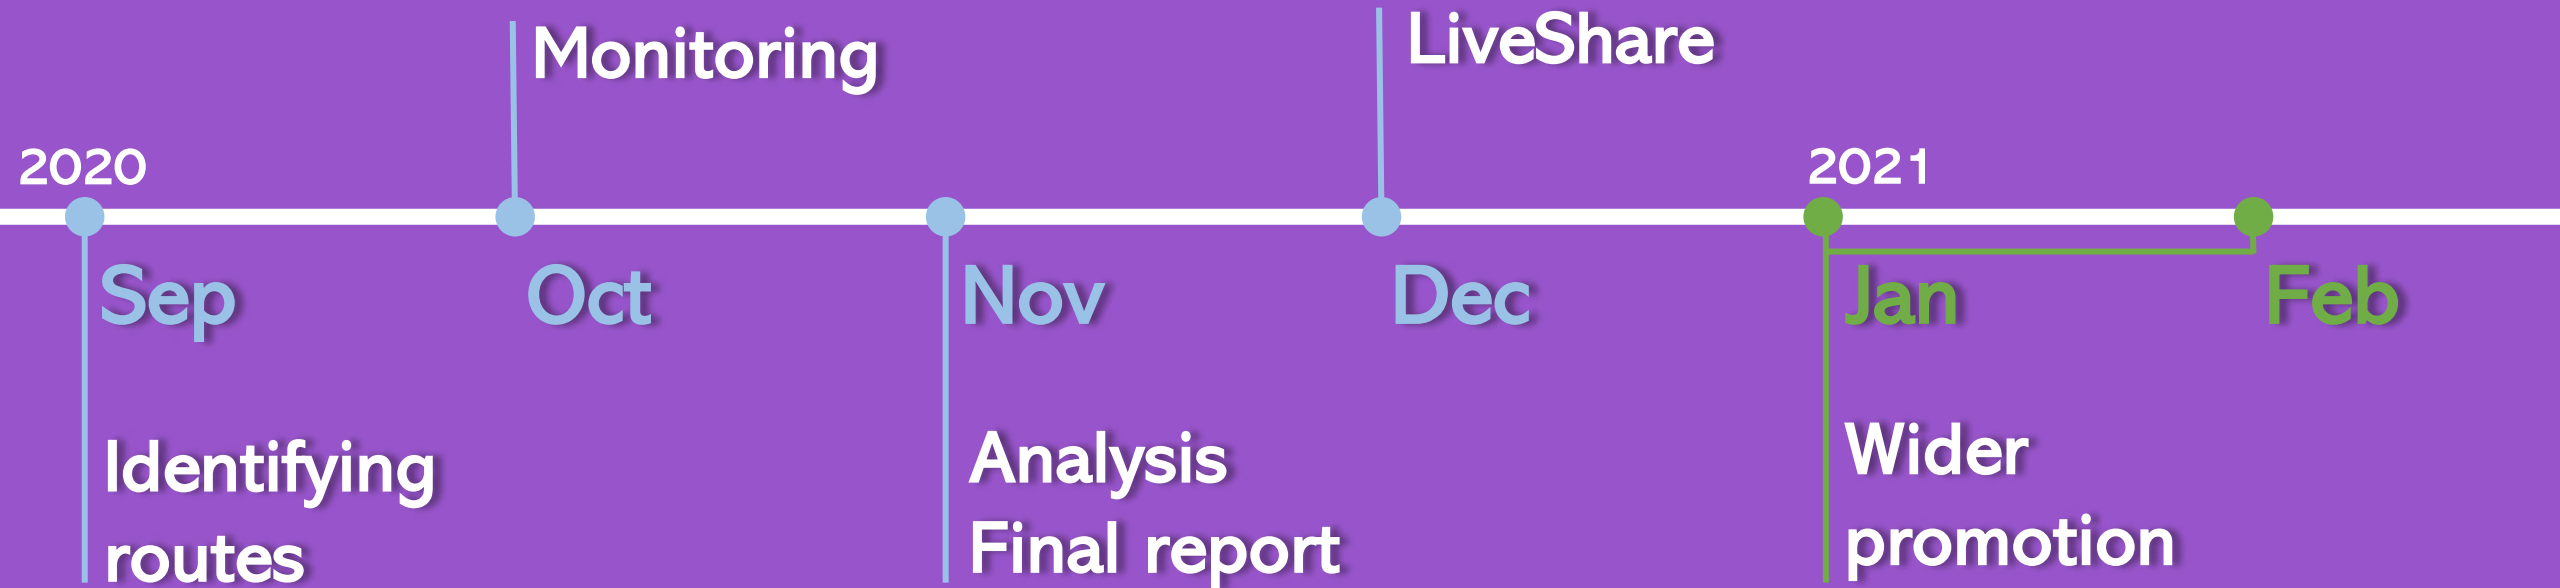 Monitoring
LiveShare
2020
2021
Sep
Oct
Nov
Dec
Jan
Feb
Identifying
routes
Analysis
Final report
Wider
promotion